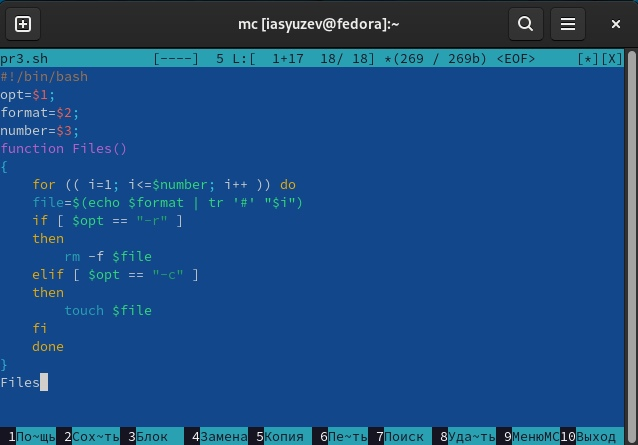 mc [iasyuzev@fedora]:~
pr3.sh [----] 5 L:[ 1+17 18/ 18] *(269 / 269b) <EOF> [*][X]
#!/bin/bash
opt=$1;
format=$2;
number=$3;
function Files()
{
    for (( i=1; i<=$number; i++ )) do
    file=$(echo $format | tr '#' "$i")
    if [ $opt == "-r" ]
    then
        rm -f $file
    elif [ $opt == "-c" ]
    then
        touch $file
    fi
    done
}
Files
1По~щь 2Сох~ть 3Блок 4Замена 5Копия 6Пе~ть 7Поиск 8Уда~ть 9МенюMC 10Выход